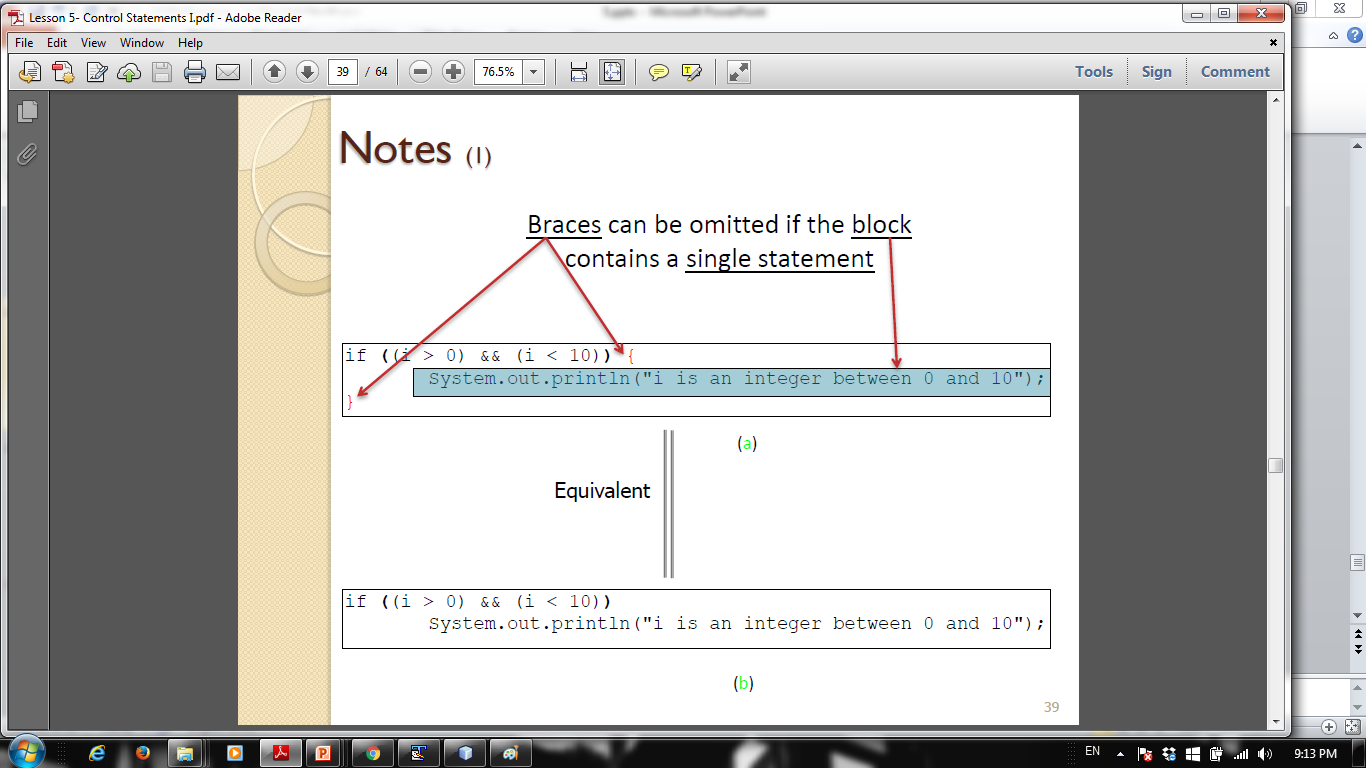 Lesson 5- Control Statements I.pdf - Adobe Reader
File Edit View Window Help
39 / 64 76.5% Tools Sign Comment
Notes (1)
Braces can be omitted if the block
contains a single statement
if ((i > 0) && (i < 10)) {
System.out.println("i is an integer between 0 and 10");
}
(a)
Equivalent
if ((i > 0) && (i < 10))
System.out.println("i is an integer between 0 and 10");
(b)
39
EN 9:13 PM